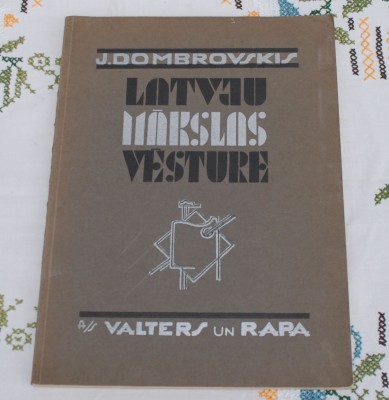 J. DOMBROVSKIS
LATVJU
MĀKSLAS
VĒSTURE
A/S VALTERS UN RAPA